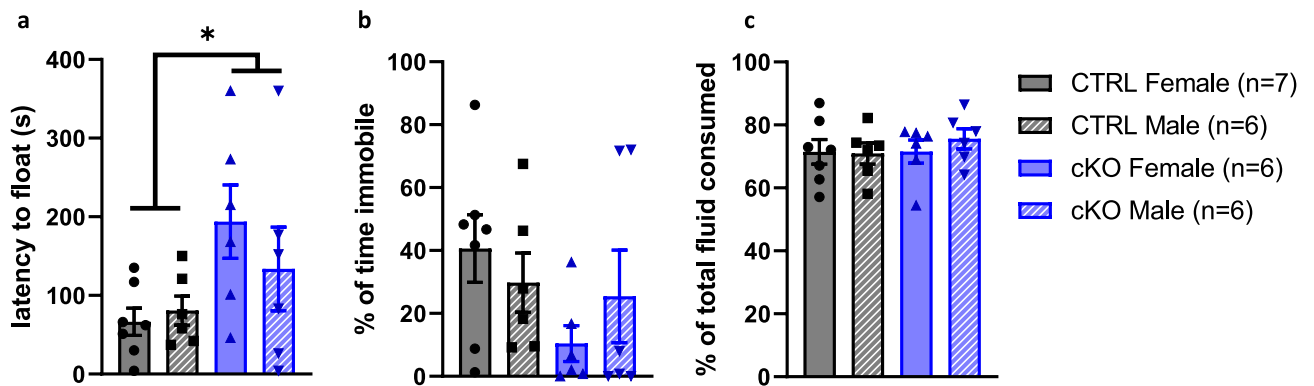 a
*
latency to float (s)
400
300
200
100
0
b
% of time immobile
100
80
60
40
20
0
c
% of total fluid consumed
100
80
60
40
20
0
CTRL Female (n=7)
CTRL Male (n=6)
cKO Female (n=6)
cKO Male (n=6)